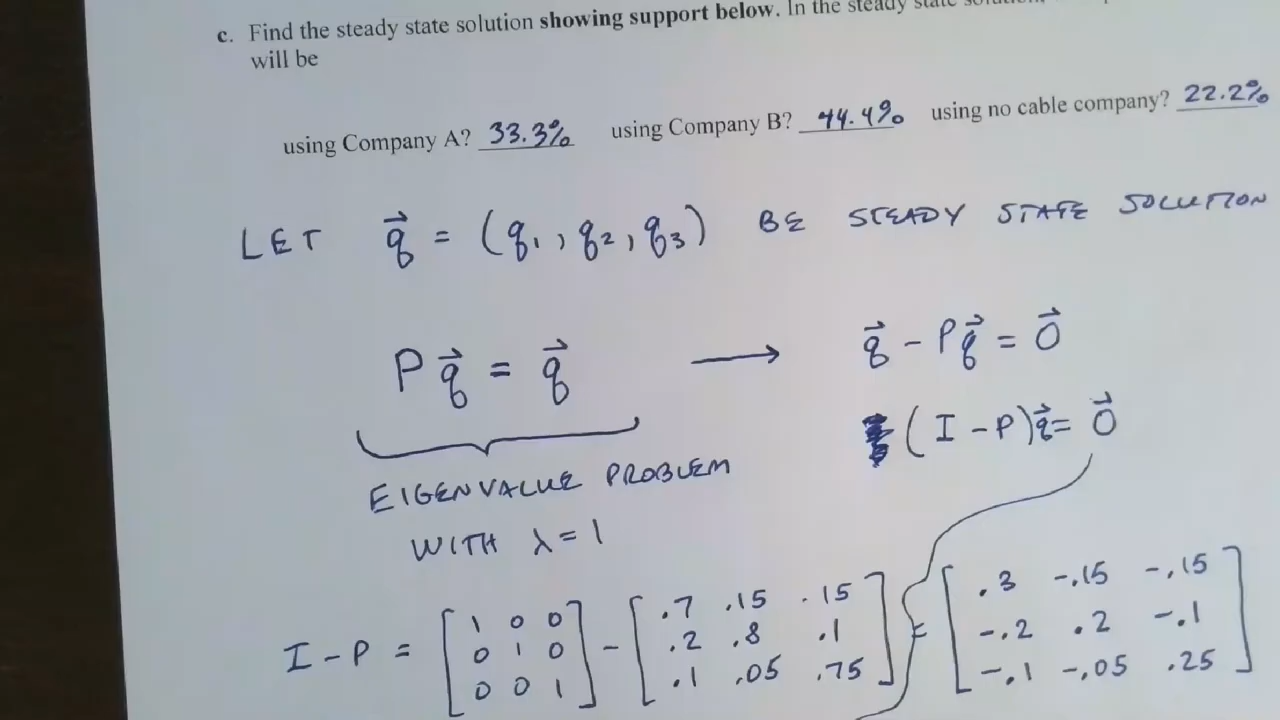 c. Find the steady state solution showing support below. In the steady state
will be
using Company A? 33.3% using Company B? 44.4% using no cable company? 22.2%
LET q⃗ = (q₁, q₂, q₃) BE STEADY STATE SOLUTION
Pq⃗ = q⃗ → q⃗ - Pq⃗ = 0⃗
(I - P)q⃗ = 0⃗
EIGENVALUE PROBLEM
WITH λ = 1
I - P = [1 0 0; 0 1 0; 0 0 1] - [.7 .15 .15; .2 .8 .1; .1 .05 .75] = [.3 -.15 -.15; -.2 .2 -.1; -.1 -.05 .25]